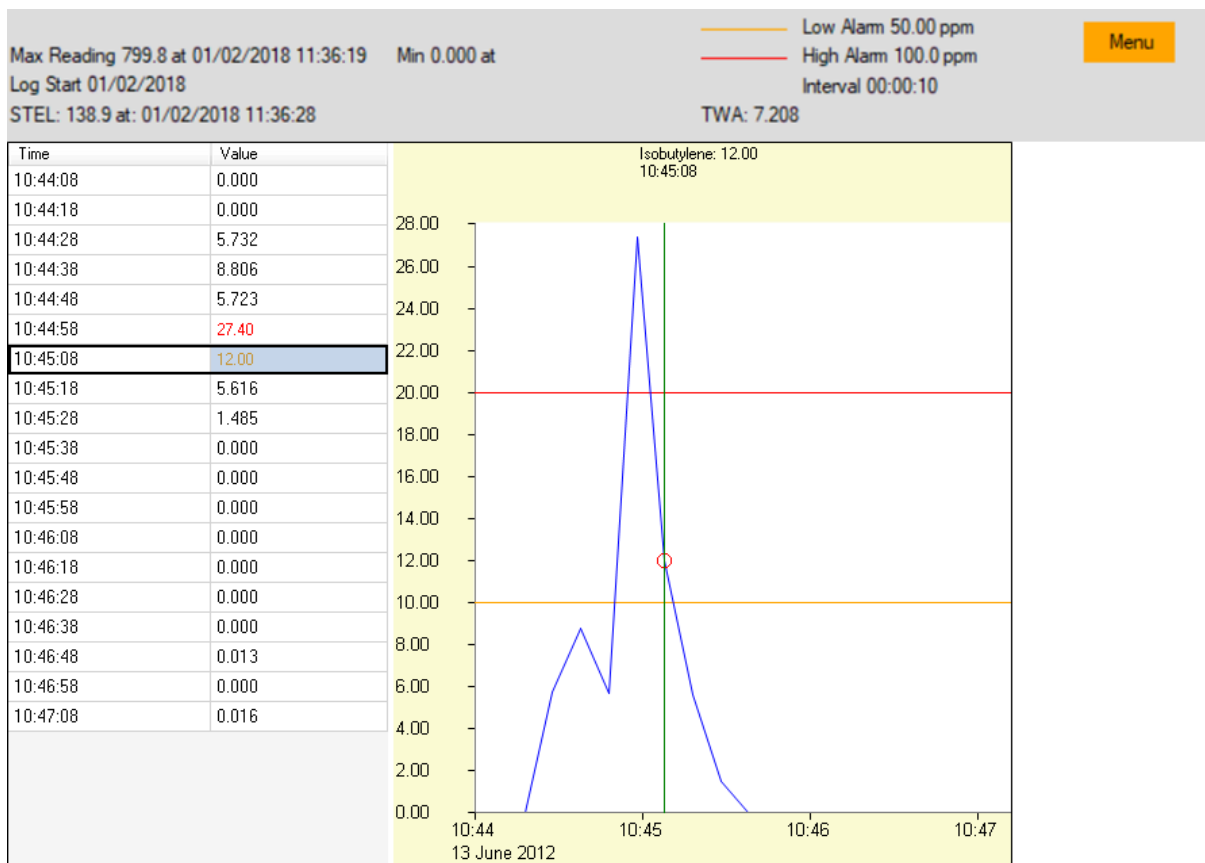 Low Alarm 50.00 ppm
Menu
Max Reading 799.8 at 01/02/2018 11:36:19 Min 0.000 at
High Alarm 100.0 ppm
Log Start 01/02/2018
Interval 00:00:10
STEL: 138.9 at: 01/02/2018 11:36:28
TWA: 7.208
Time Value
10:44:08 0.000
10:44:18 0.000
10:44:28 5.732
10:44:38 8.806
10:44:48 5.723
10:44:58 27.40
10:45:08 12.00
10:45:18 5.616
10:45:28 1.485
10:45:38 0.000
10:45:48 0.000
10:45:58 0.000
10:46:08 0.000
10:46:18 0.000
10:46:28 0.000
10:46:38 0.000
10:46:48 0.013
10:46:58 0.000
10:47:08 0.016
Isobutylene: 12.00
10:45:08
28.00
26.00
24.00
22.00
20.00
18.00
16.00
14.00
12.00
10.00
8.00
6.00
4.00
2.00
0.00
10:44 10:45 10:46 10:47
13 June 2012